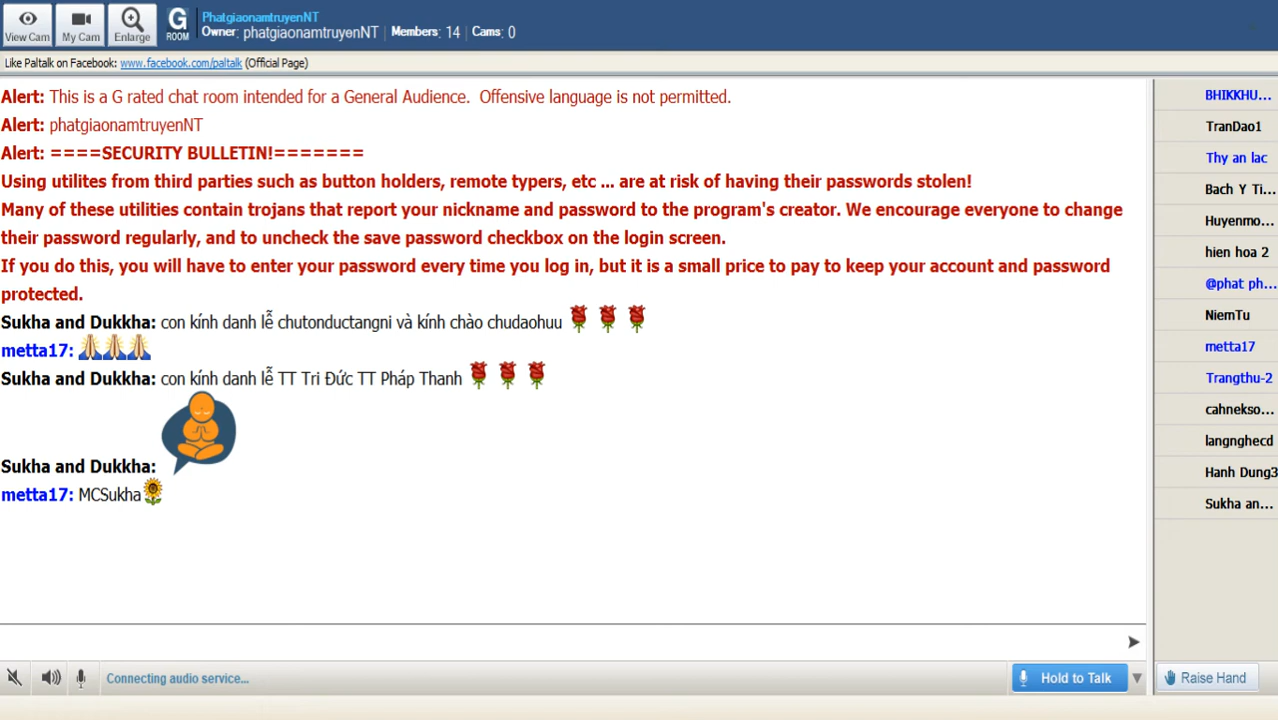 View Cam
My Cam
Enlarge
G
ROOM
PhatgiaonamtruyenNT
Owner: phatgiaonamtruyenNT
Members: 14
Cams: 0
Like Paltalk on Facebook: www.facebook.com/paltalk (Official Page)
Alert: This is a G rated chat room intended for a General Audience. Offensive language is not permitted.
Alert: phatgiaonamtruyenNT
Alert: ====SECURITY BULLETIN!=======
Using utilites from third parties such as button holders, remote typers, etc ... are at risk of having their passwords stolen!
Many of these utilities contain trojans that report your nickname and password to the program's creator. We encourage everyone to change
their password regularly, and to uncheck the save password checkbox on the login screen.
If you do this, you will have to enter your password every time you log in, but it is a small price to pay to keep your account and password
protected.
Sukha and Dukkha: con kính danh lễ chutonductangni và kính chào chudaohuu
metta17:
Sukha and Dukkha: con kính danh lễ TT Tri Đức TT Pháp Thanh
Sukha and Dukkha:
metta17: MCSukha
BHIKKHU...
TranDao1
Thy an lac
Bach Y Ti...
Huyenmo...
hien hoa 2
@phat ph...
NiemTu
metta17
Trangthu-2
cahnekso...
langnghecd
Hanh Dung3
Sukha an...
Connecting audio service...
Hold to Talk
Raise Hand